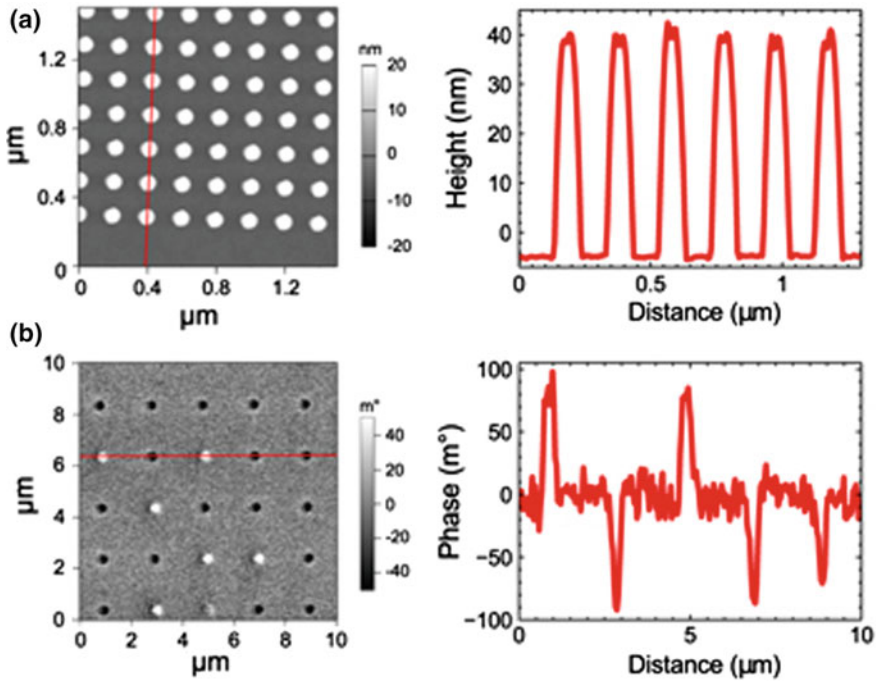 (a)
1.2
0.8
0.4
0
µm
0 0.4 0.8 1.2
µm
nm
20
10
0
-10
-20
40
30
20
10
0
Height (nm)
0 0.5 1
Distance (µm)
(b)
10
8
6
4
2
0
µm
0 2 4 6 8 10
µm
m°
40
20
0
-20
-40
100
50
0
−50
−100
Phase (m°)
0 5 10
Distance (µm)